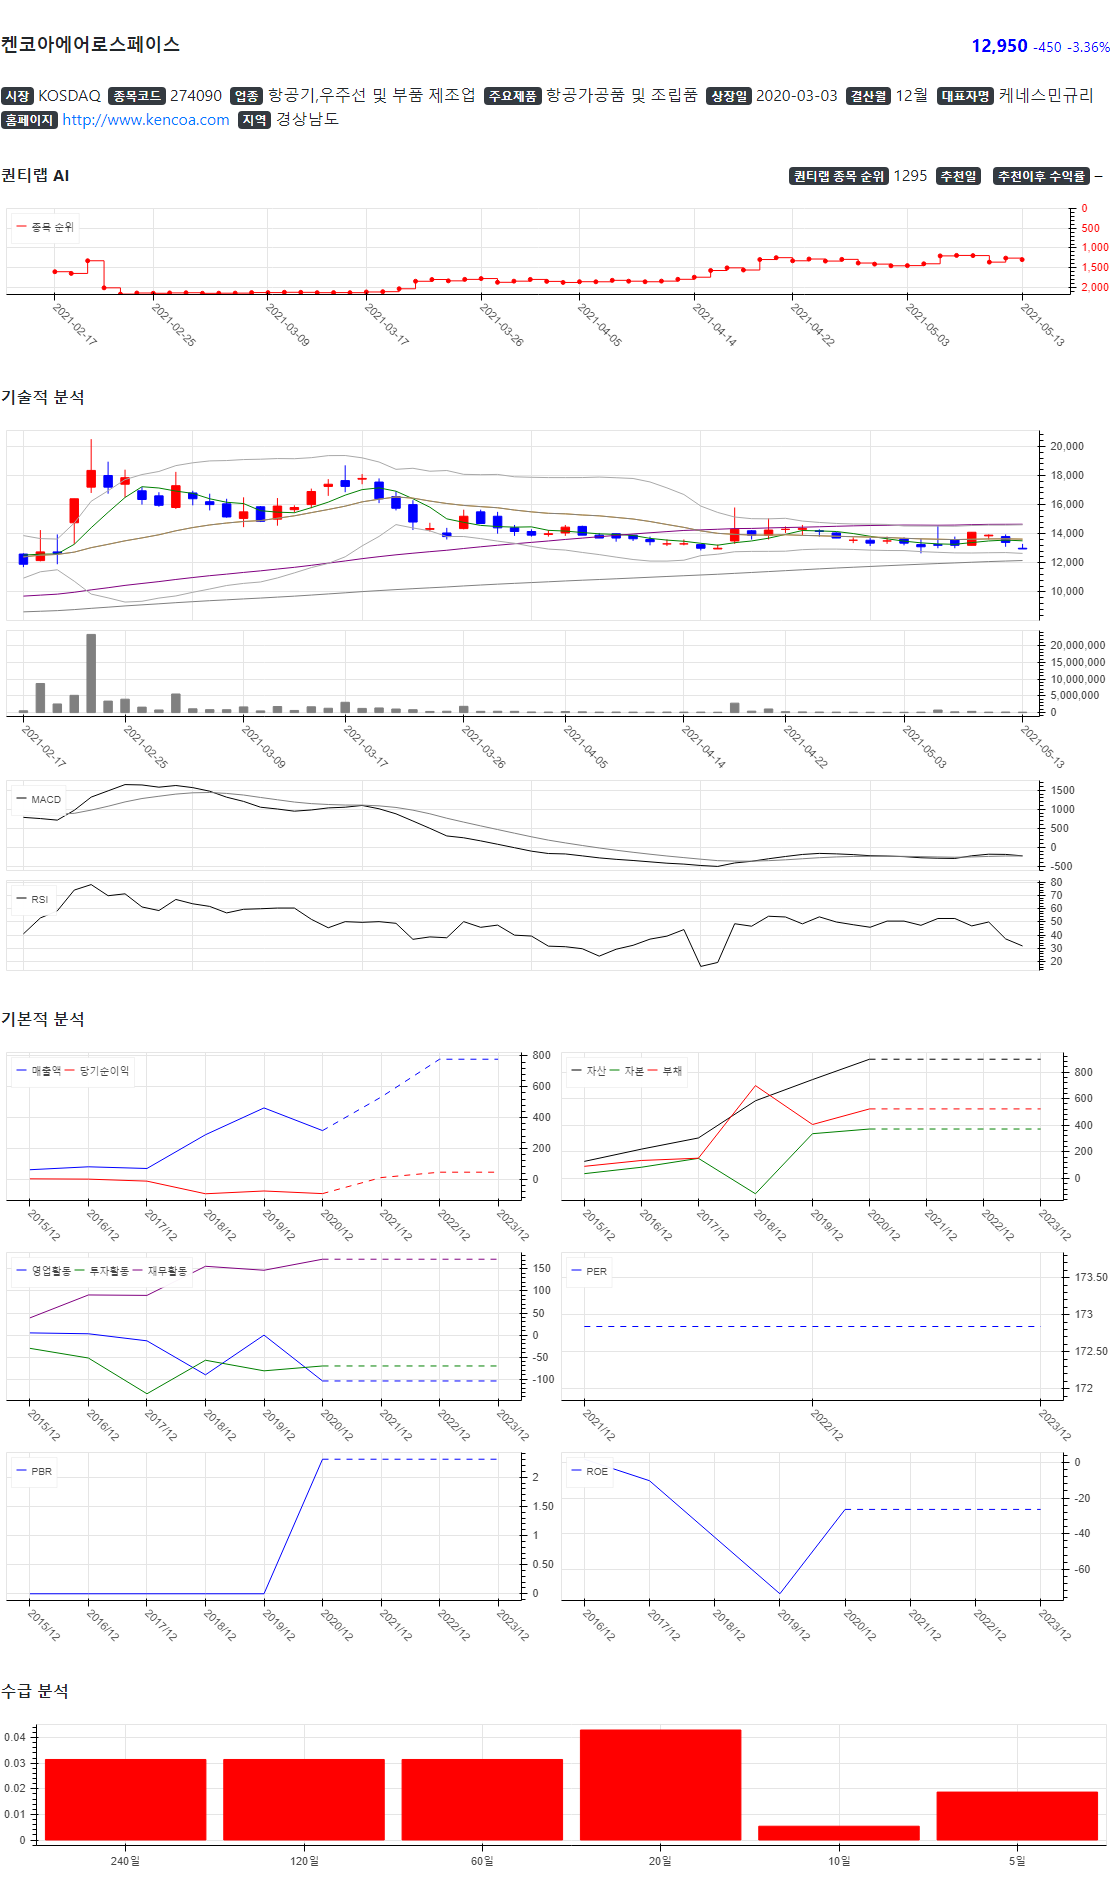 켄코아에어로스페이스
12,950 -450 -3.36%
시장 KOSDAQ 종목코드 274090 업종 항공기,우주선 및 부품 제조업 주요제품 항공가공품 및 조립품 상장일 2020-03-03 결산월 12월 대표자명 케네스민규리
홈페이지 http://www.kencoa.com 지역 경상남도
퀀티랩 AI
퀀티랩 종목 순위 1295 추천일 추천이후 수익률 –
종목 순위
0
500
1,000
1,500
2,000
2021-02-17 2021-02-25 2021-03-09 2021-03-17 2021-03-26 2021-04-05 2021-04-14 2021-04-22 2021-05-03 2021-05-13
기술적 분석
20,000
18,000
16,000
14,000
12,000
10,000
20,000,000
15,000,000
10,000,000
5,000,000
0
2021-02-17 2021-02-25 2021-03-09 2021-03-17 2021-03-26 2021-04-05 2021-04-14 2021-04-22 2021-05-03 2021-05-13
MACD
1500
1000
500
0
-500
RSI
80
70
60
50
40
30
20
기본적 분석
매출액 당기순이익
800
600
400
200
0
2015/12 2016/12 2017/12 2018/12 2019/12 2020/12 2021/12 2022/12 2023/12
자산 자본 부채
800
600
400
200
0
2015/12 2016/12 2017/12 2018/12 2019/12 2020/12 2021/12 2022/12 2023/12
영업활동 투자활동 재무활동
150
100
50
0
-50
-100
2015/12 2016/12 2017/12 2018/12 2019/12 2020/12 2021/12 2022/12 2023/12
PER
173.50
173
172.50
172
2021/12 2022/12 2023/12
PBR
2
1.50
1
0.50
0
2015/12 2016/12 2017/12 2018/12 2019/12 2020/12 2021/12 2022/12 2023/12
ROE
0
-20
-40
-60
2016/12 2017/12 2018/12 2019/12 2020/12 2021/12 2022/12 2023/12
수급 분석
0.04
0.03
0.02
0.01
0
240일 120일 60일 20일 10일 5일